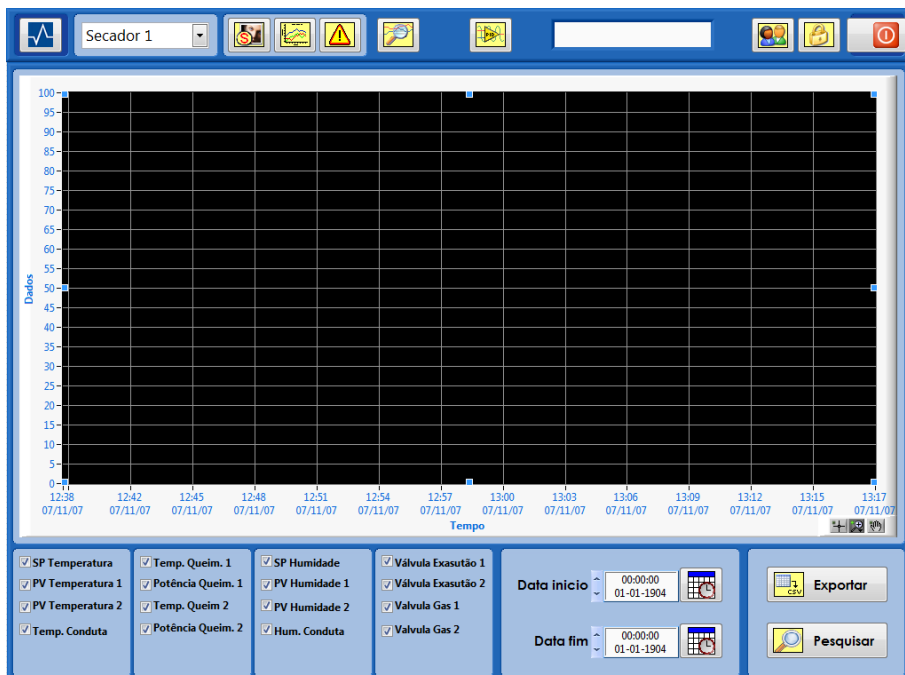 Secador 1
100
95
90
85
80
75
70
65
60
55
50
45
40
35
30
25
20
15
10
5
0
Dados
12:38 12:42 12:45 12:48 12:51 12:54 12:57 13:00 13:03 13:06 13:09 13:12 13:15 13:17
07/11/07 07/11/07 07/11/07 07/11/07 07/11/07 07/11/07 07/11/07 07/11/07 07/11/07 07/11/07 07/11/07 07/11/07 07/11/07 07/11/07
Tempo
SP Temperatura
PV Temperatura 1
PV Temperatura 2
Temp. Conduta
Temp. Queim. 1
Potência Queim. 1
Temp. Queim 2
Potência Queim. 2
SP Humidade
PV Humidade 1
PV Humidade 2
Hum. Conduta
Válvula Exasutão 1
Válvula Exasutão 2
Valvula Gas 1
Valvula Gas 2
Data inicio
00:00:00
01-01-1904
Data fim
00:00:00
01-01-1904
CSV
Exportar
Pesquisar